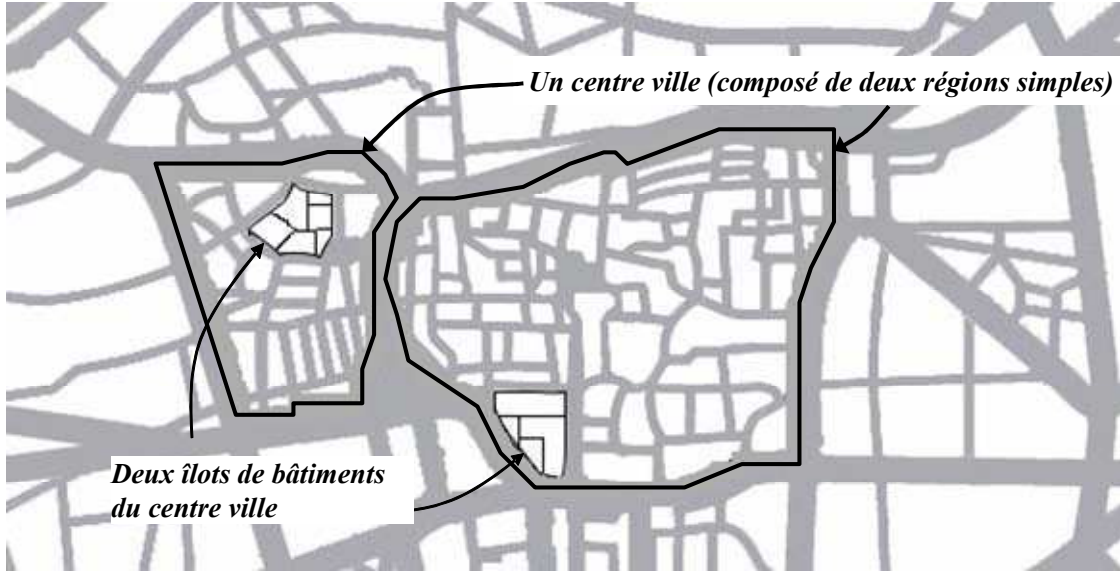 Un centre ville (composé de deux régions simples)
Deux îlots de bâtiments
du centre ville